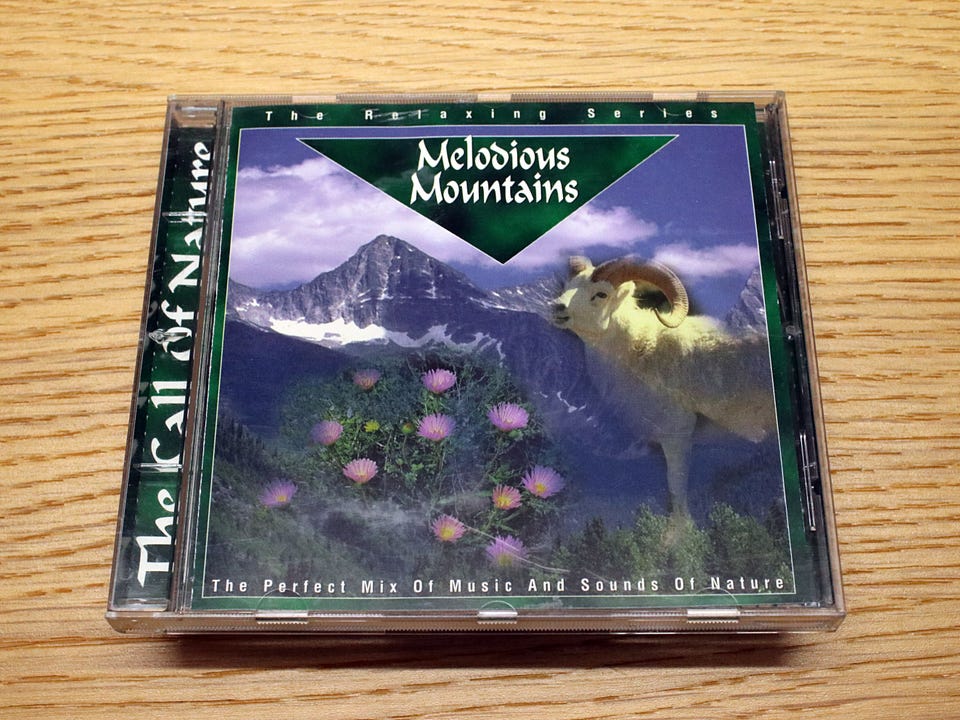 The Relaxing Series
Melodious
Mountains
The Call Of Nature
The Perfect Mix Of Music And Sounds Of Nature